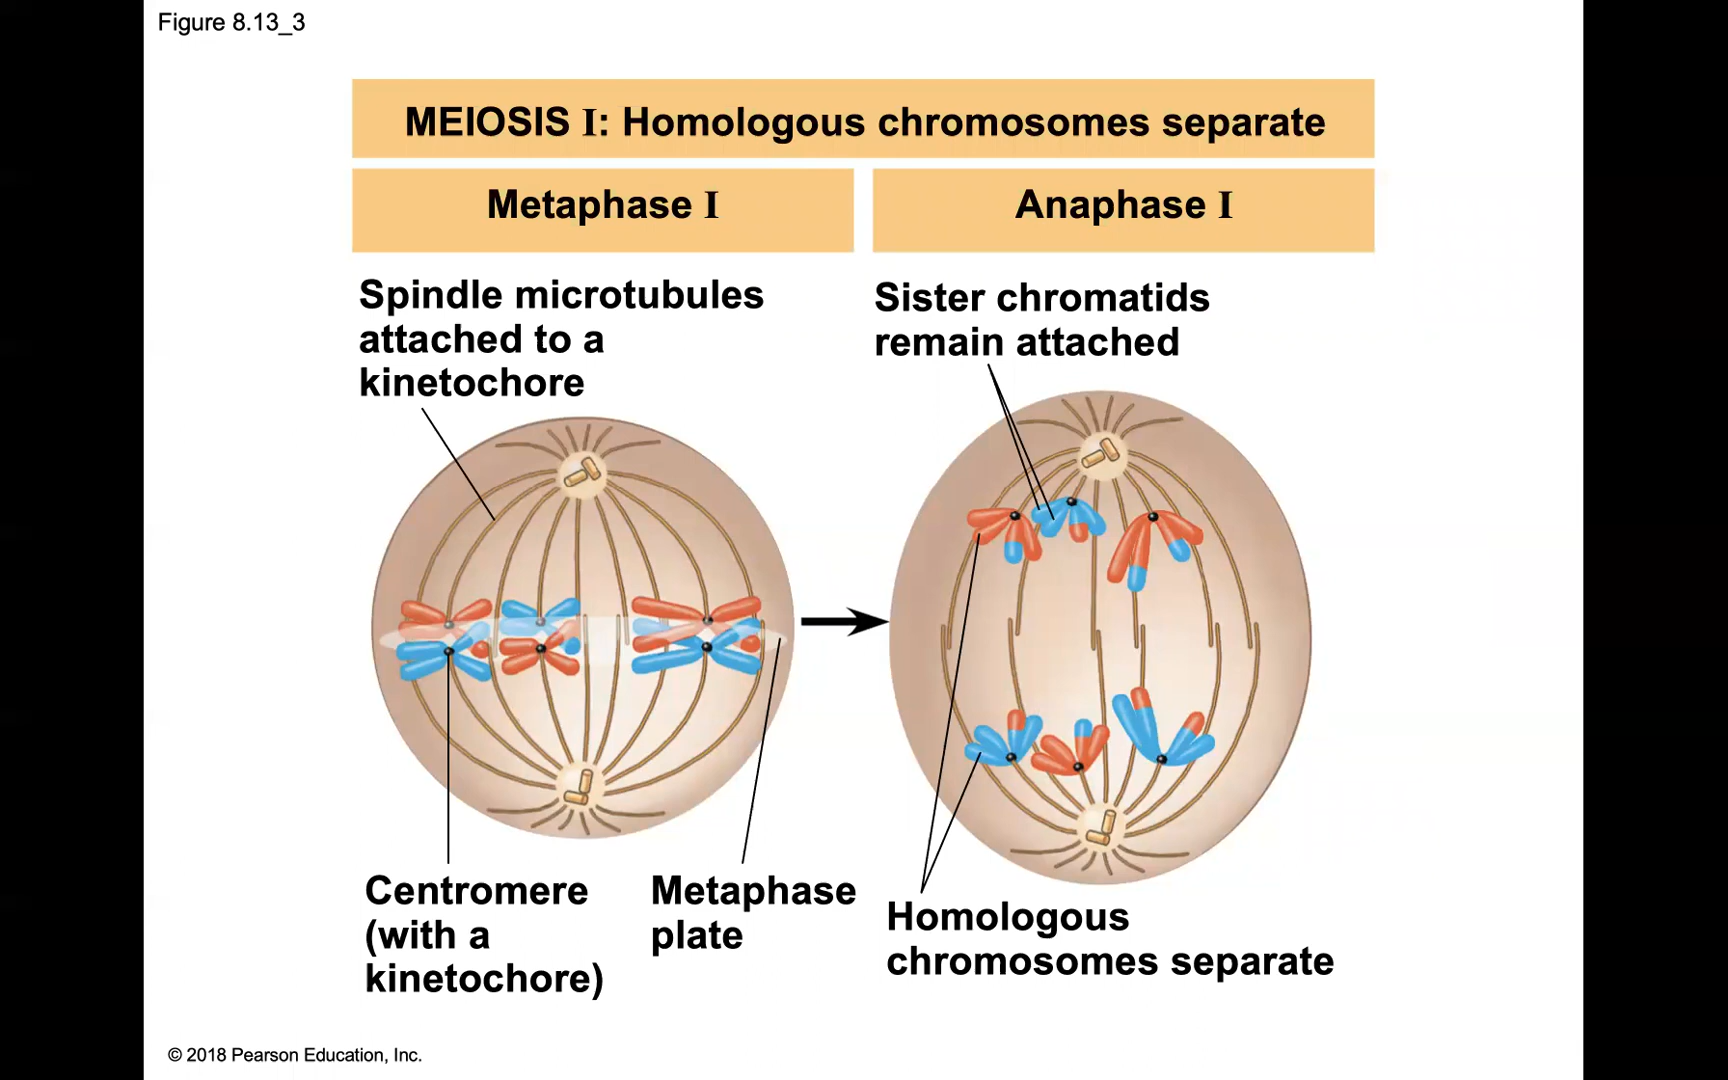 Figure 8.13_3
MEIOSIS I: Homologous chromosomes separate
Metaphase I
Anaphase I
Spindle microtubules
attached to a
kinetochore
Sister chromatids
remain attached
Centromere
(with a
kinetochore)
Metaphase
plate
Homologous
chromosomes separate
© 2018 Pearson Education, Inc.